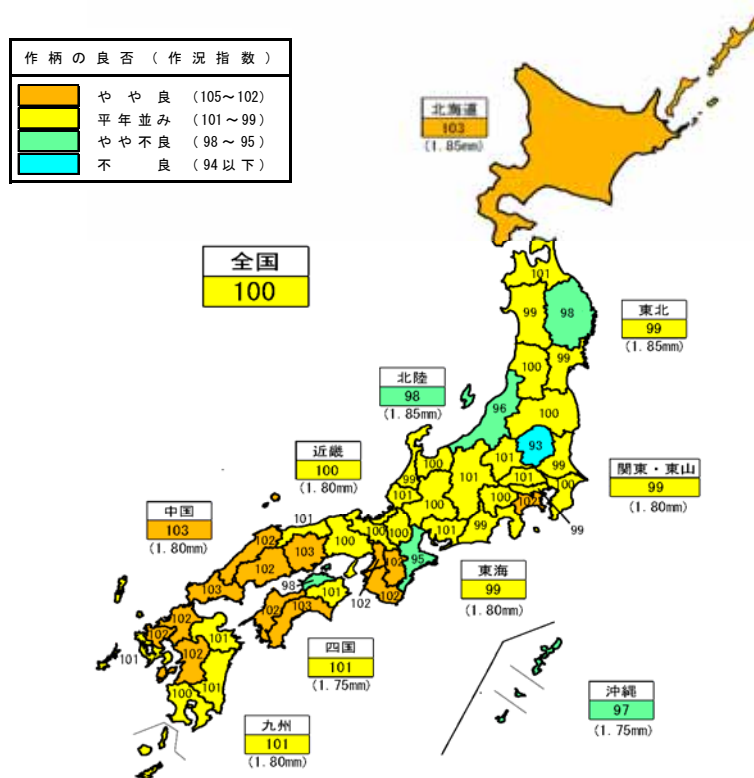 作柄の良否（作況指数）
やや良 （105～102）
平年並み （101～99）
やや不良 （98～95）
不良 （94以下）
北海道
103
(1.85mm)
全国
100
101
99
98
東北
99
(1.85mm)
100
99
北陸
98
(1.85mm)
96
100
93
近畿
100
(1.80mm)
99
100
101
101
99
関東・東山
99
(1.80mm)
101
100
101
100
100
102
99
中国
103
(1.80mm)
101
102
103
100
100
100
101
99
102
103
98
101
102
102
102
95
東海
99
(1.80mm)
102
103
四国
101
(1.75mm)
102
102
101
101
102
100
101
九州
101
(1.80mm)
沖縄
97
(1.75mm)